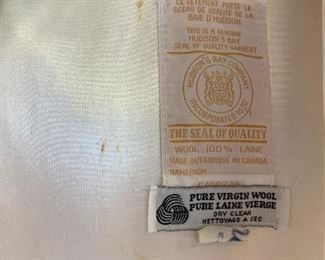 CE VÊTEMENT PORTE LE
SCEAU DE QUALITÉ DE LA
BAIE D'HUDSON
THIS IS A GENUINE
HUDSON'S BAY
SEAL OF QUALITY GARMENT
HUDSON'S BAY COMPANY
INCORPORATED 1670
THE SEAL OF QUALITY
WOOL 100% LAINE
MADE IN/FABRIQUÉ AU CANADA
NAME/NOM
PURE VIRGIN WOOL
PURE LAINE VIERGE
DRY CLEAN
NETTOYAGE A SEC